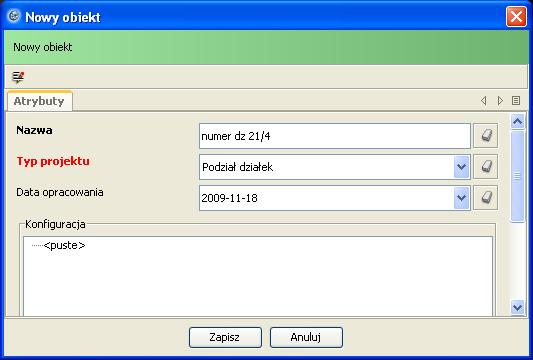 Nowy obiekt
Nowy obiekt
Atrybuty
Nazwa numer dz 21/4
Typ projektu Podział działek
Data opracowania 2009-11-18
Konfiguracja
<puste>
Zapisz Anuluj